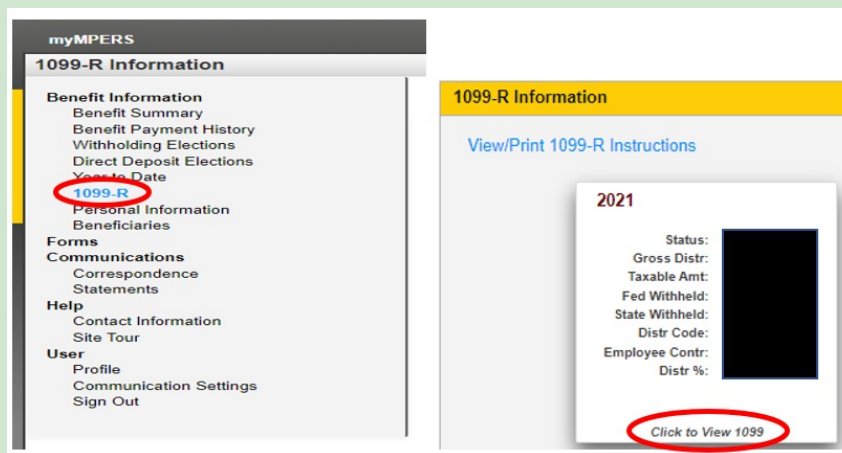 myMPERS
1099-R Information
Benefit Information
Benefit Summary
Benefit Payment History
Withholding Elections
Direct Deposit Elections
Year to Date
1099-R
Personal Information
Beneficiaries
Forms
Communications
Correspondence
Statements
Help
Contact Information
Site Tour
User
Profile
Communication Settings
Sign Out
1099-R Information
View/Print 1099-R Instructions
2021
Status:
Gross Distr:
Taxable Amt:
Fed Withheld:
State Withheld:
Distr Code:
Employee Contr:
Distr %:
Click to View 1099